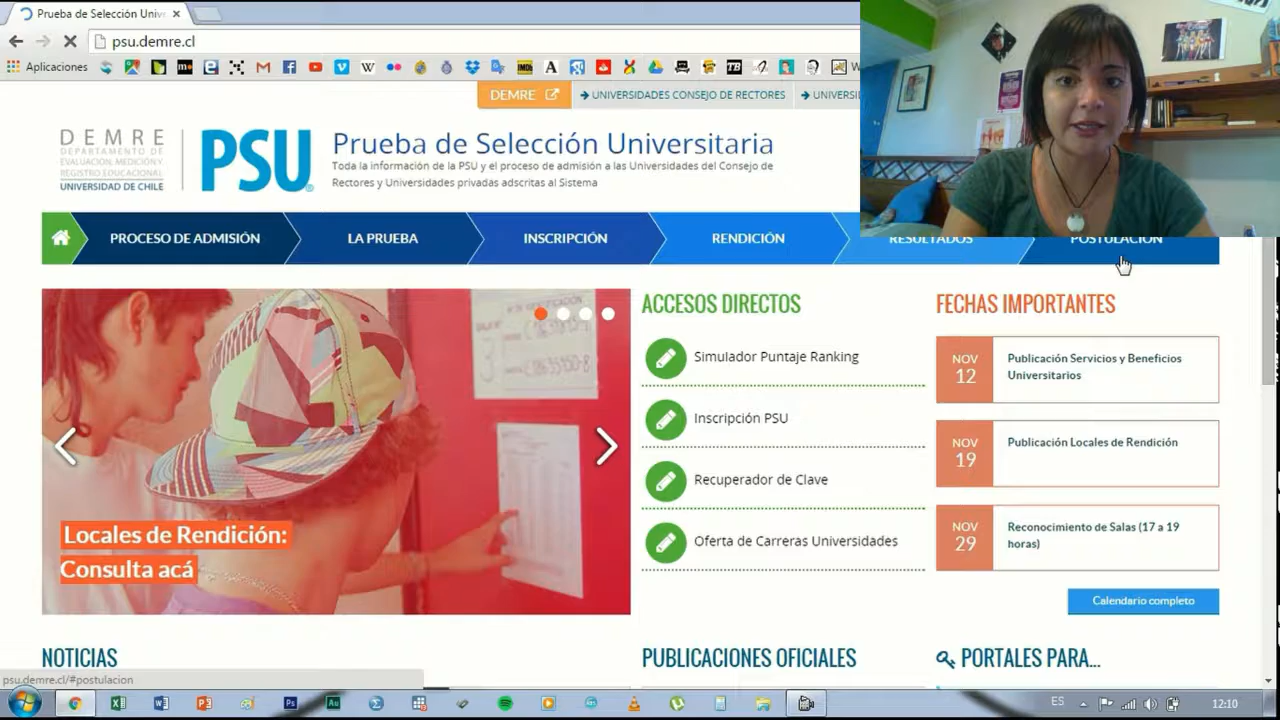 Prueba de Selección Univ
psu.demre.cl
Aplicaciones
DEMRE
UNIVERSIDADES CONSEJO DE RECTORES
UNIVERSI
DEMRE
DEPARTAMENTO DE
EVALUACIÓN, MEDICIÓN Y
REGISTRO EDUCACIONAL
UNIVERSIDAD DE CHILE
PSU
Prueba de Selección Universitaria
Toda la información de la PSU y el proceso de admisión a las Universidades del Consejo de
Rectores y Universidades privadas adscritas al Sistema
PROCESO DE ADMISIÓN
LA PRUEBA
INSCRIPCIÓN
RENDICIÓN
RESULTADOS
POSTULACIÓN
Locales de Rendición:
Consulta acá
ACCESOS DIRECTOS
Simulador Puntaje Ranking
Inscripción PSU
Recuperador de Clave
Oferta de Carreras Universidades
FECHAS IMPORTANTES
NOV
12
Publicación Servicios y Beneficios
Universitarios
NOV
19
Publicación Locales de Rendición
NOV
29
Reconocimiento de Salas (17 a 19
horas)
Calendario completo
NOTICIAS
PUBLICACIONES OFICIALES
PORTALES PARA...
psu.demre.cl/#postulacion
ES
12:10